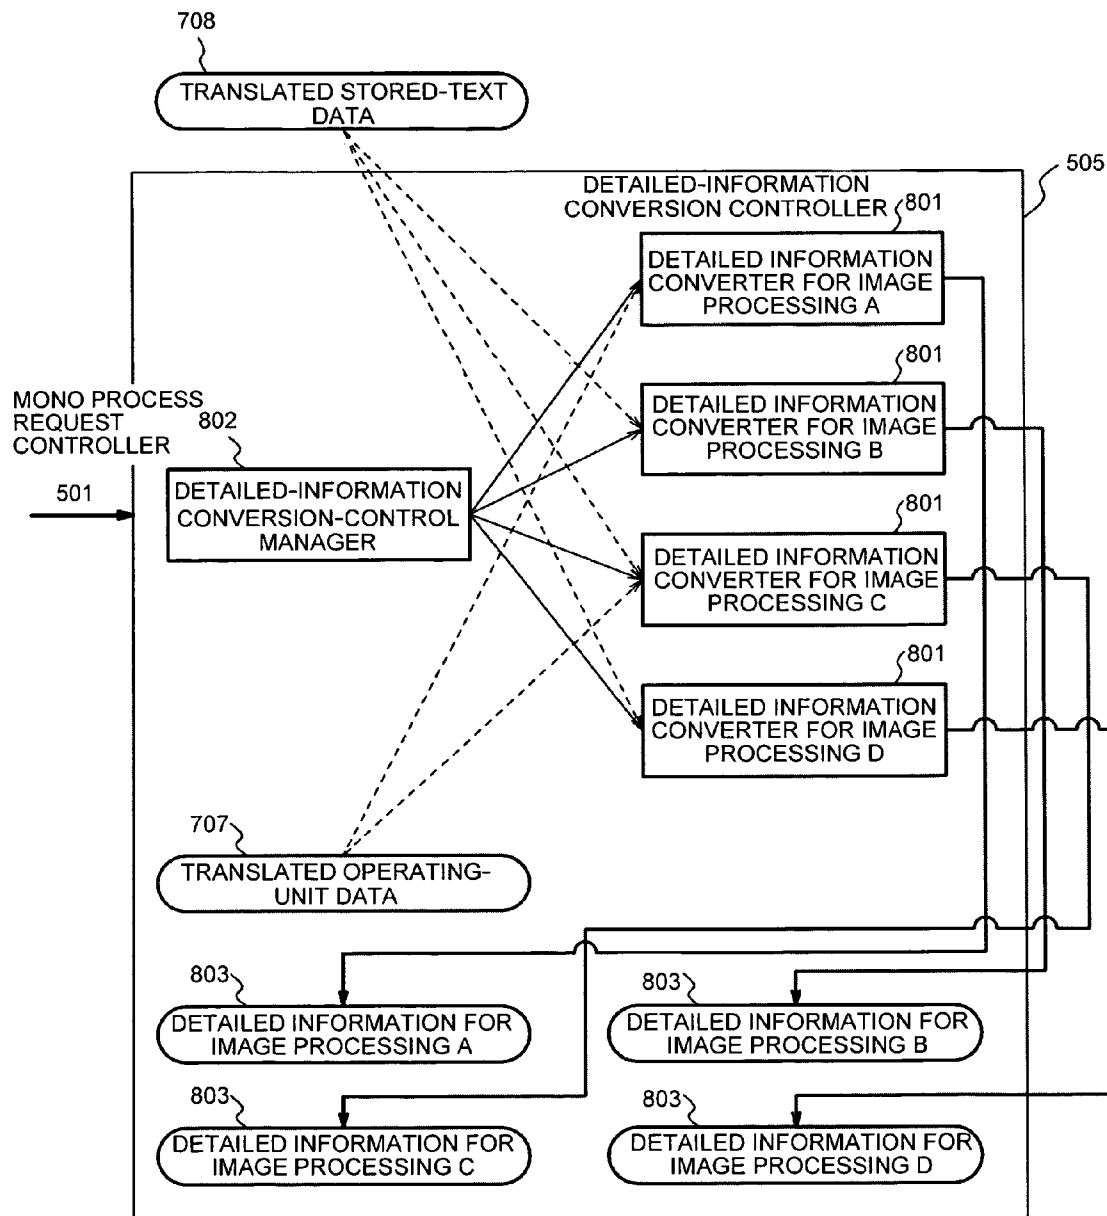 708
TRANSLATED STORED-TEXT
DATA
505
DETAILED-INFORMATION
CONVERSION CONTROLLER
801
DETAILED INFORMATION
CONVERTER FOR IMAGE
PROCESSING A
801
DETAILED INFORMATION
CONVERTER FOR IMAGE
PROCESSING B
MONO PROCESS
REQUEST
CONTROLLER
802
501
DETAILED-INFORMATION
CONVERSION-CONTROL
MANAGER
801
DETAILED INFORMATION
CONVERTER FOR IMAGE
PROCESSING C
801
DETAILED INFORMATION
CONVERTER FOR IMAGE
PROCESSING D
707
TRANSLATED OPERATING-
UNIT DATA
803
DETAILED INFORMATION FOR
IMAGE PROCESSING A
803
DETAILED INFORMATION FOR
IMAGE PROCESSING B
803
DETAILED INFORMATION FOR
IMAGE PROCESSING C
803
DETAILED INFORMATION FOR
IMAGE PROCESSING D